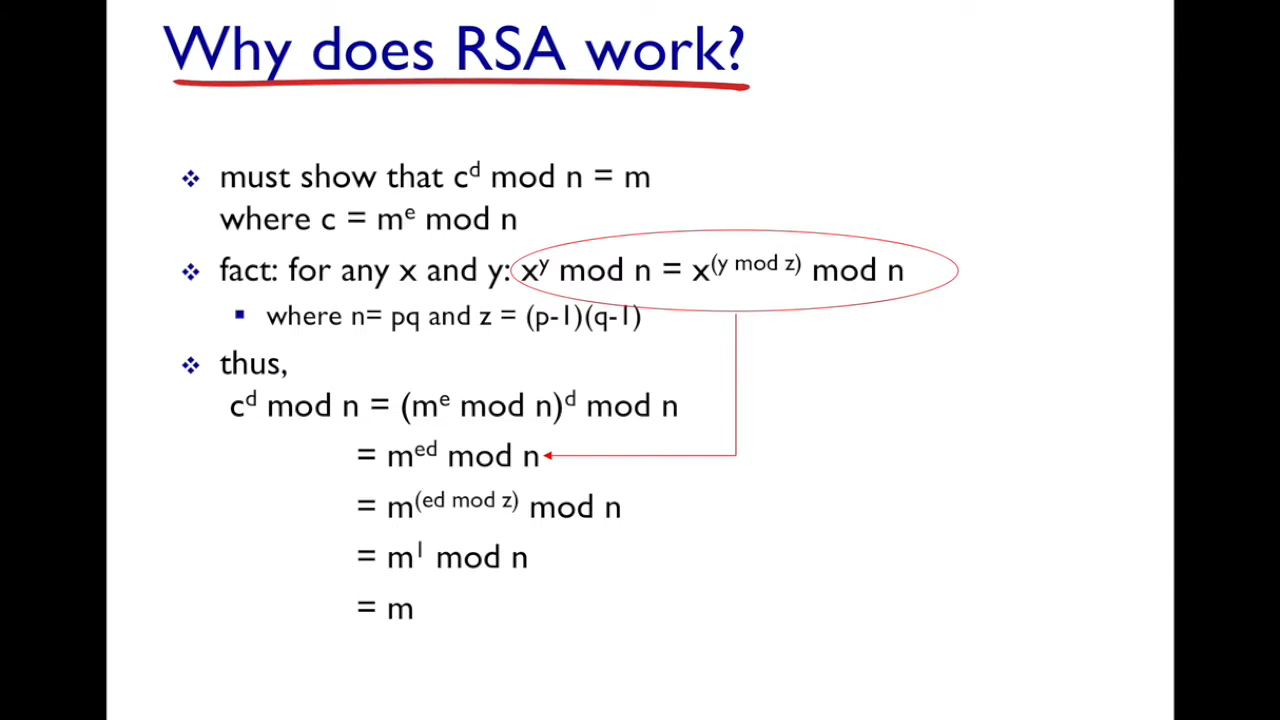 Why does RSA work?
must show that c^d mod n = m
where c = m^e mod n
fact: for any x and y: x^y mod n = x^(y mod z) mod n
where n= pq and z = (p-1)(q-1)
thus,
c^d mod n = (m^e mod n)^d mod n
= m^ed mod n
= m^(ed mod z) mod n
= m^1 mod n
= m